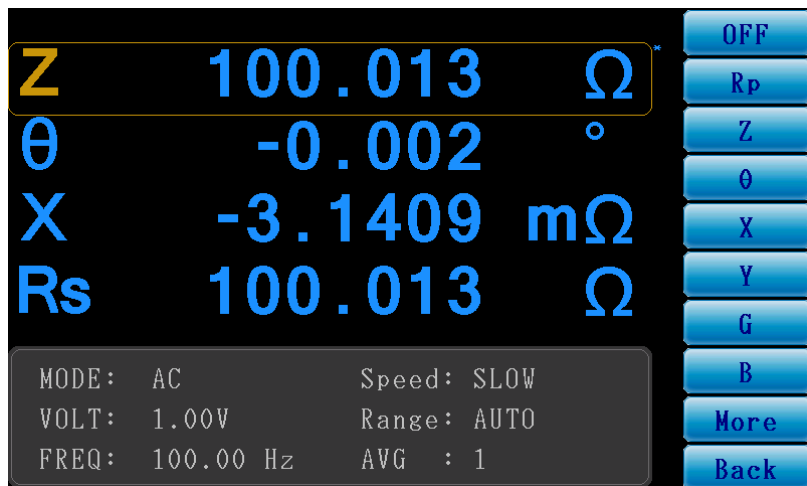 Z 100.013 Ω *
θ -0.002 °
X -3.1409 mΩ
Rs 100.013 Ω
MODE: AC Speed: SLOW
VOLT: 1.00V Range: AUTO
FREQ: 100.00 Hz AVG : 1
OFF
Rp
Z
θ
X
Y
G
B
More
Back